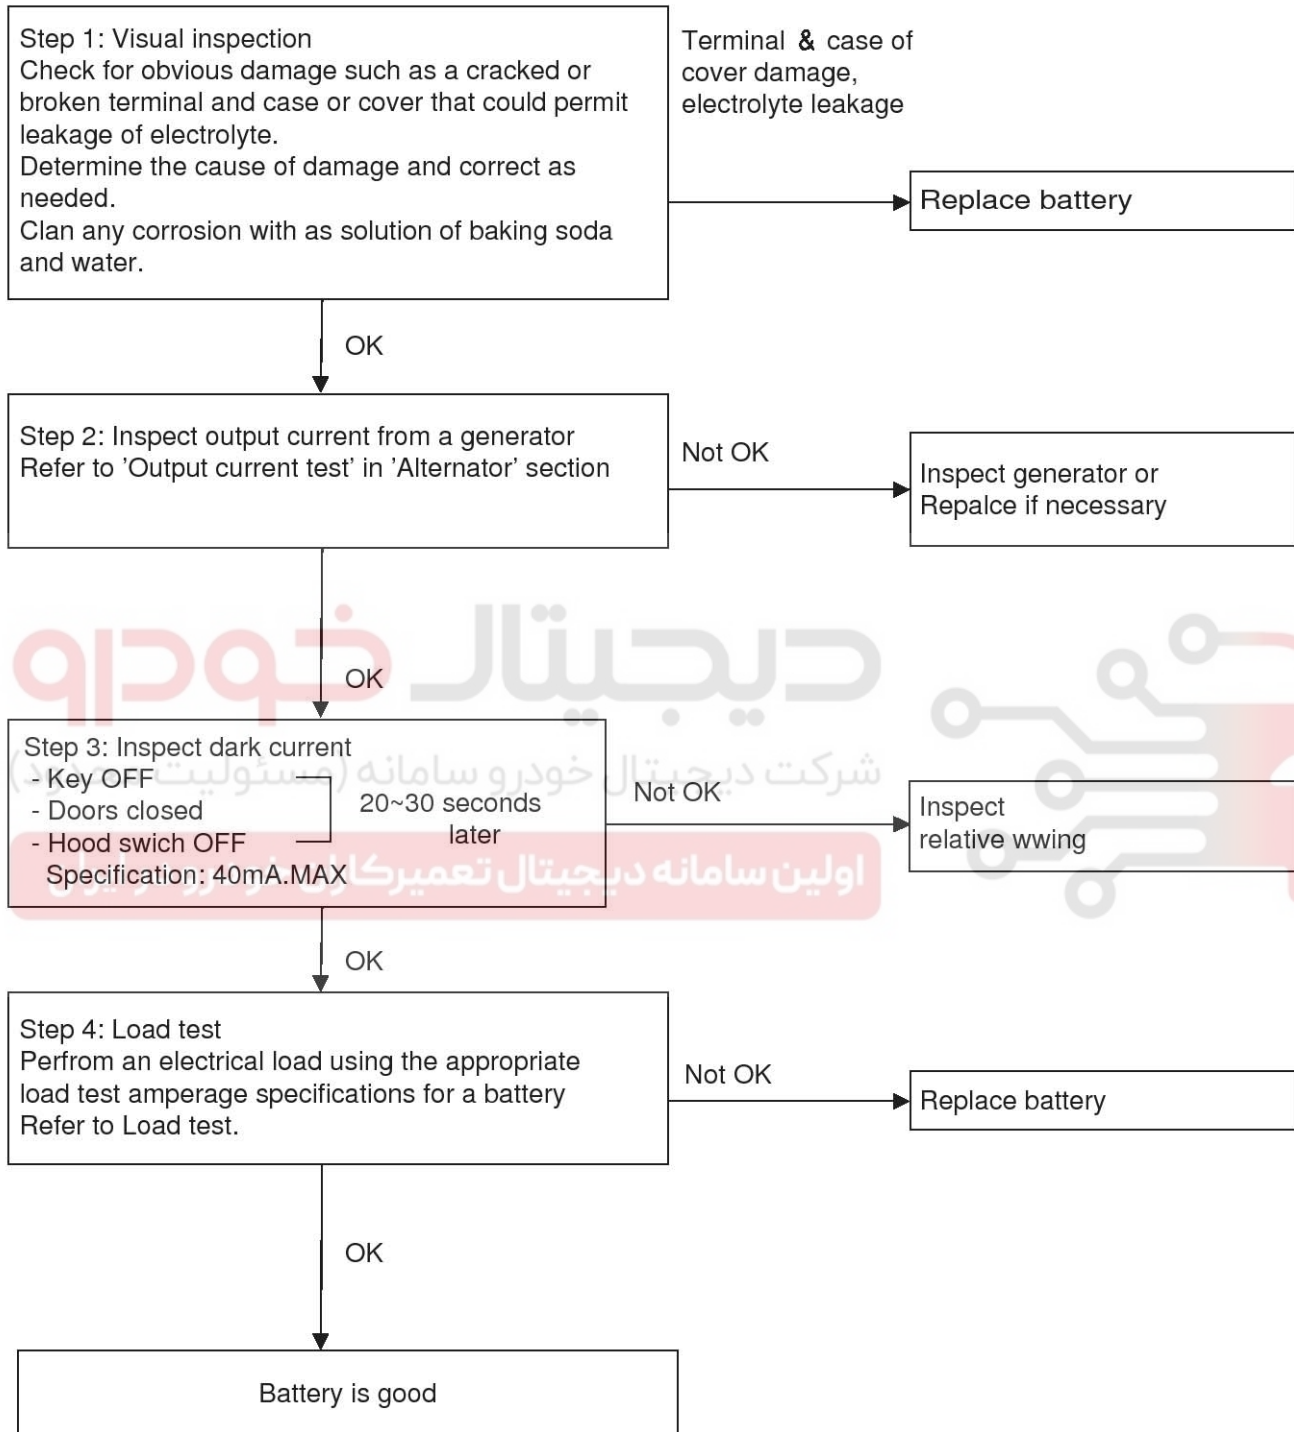 Step 1: Visual inspection
Check for obvious damage such as a cracked or
broken terminal and case or cover that could permit
leakage of electrolyte.
Determine the cause of damage and correct as
needed.
Clan any corrosion with as solution of baking soda
and water.
Terminal & case of
cover damage,
electrolyte leakage
Replace battery
OK
Step 2: Inspect output current from a generator
Refer to 'Output current test' in 'Alternator' section
Not OK
Inspect generator or
Repalce if necessary
دیجیتال خودرو
OK
شرکت دیجیتال خودرو سامانه (مسئولیت محدود)
Step 3: Inspect dark current
- Key OFF
- Doors closed
- Hood swich OFF
20~30 seconds
later
Specification: 40mA.MAX
Not OK
Inspect
relative wwing
اولین سامانه دیجیتال تعمیرکاران خودرو در ایران
OK
Step 4: Load test
Perfrom an electrical load using the appropriate
load test amperage specifications for a battery
Refer to Load test.
Not OK
Replace battery
OK
Battery is good